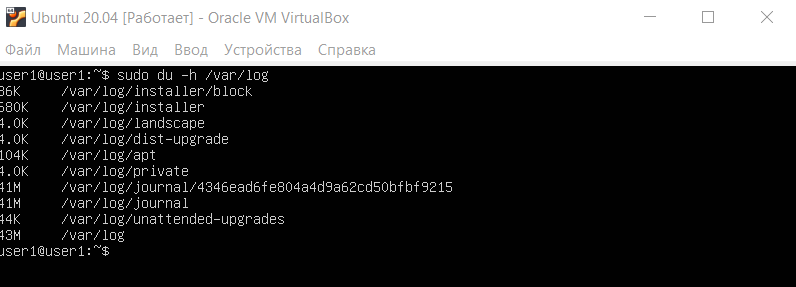 Ubuntu 20.04 [Работает] - Oracle VM VirtualBox
Файл Машина Вид Ввод Устройства Справка
user1@user1:~$ sudo du -h /var/log
36K /var/log/installer/block
680K /var/log/installer
4.0K /var/log/landscape
4.0K /var/log/dist-upgrade
104K /var/log/apt
4.0K /var/log/private
41M /var/log/journal/4346ead6fe804a4d9a62cd50bfbf9215
41M /var/log/journal
44K /var/log/unattended-upgrades
43M /var/log
user1@user1:~$